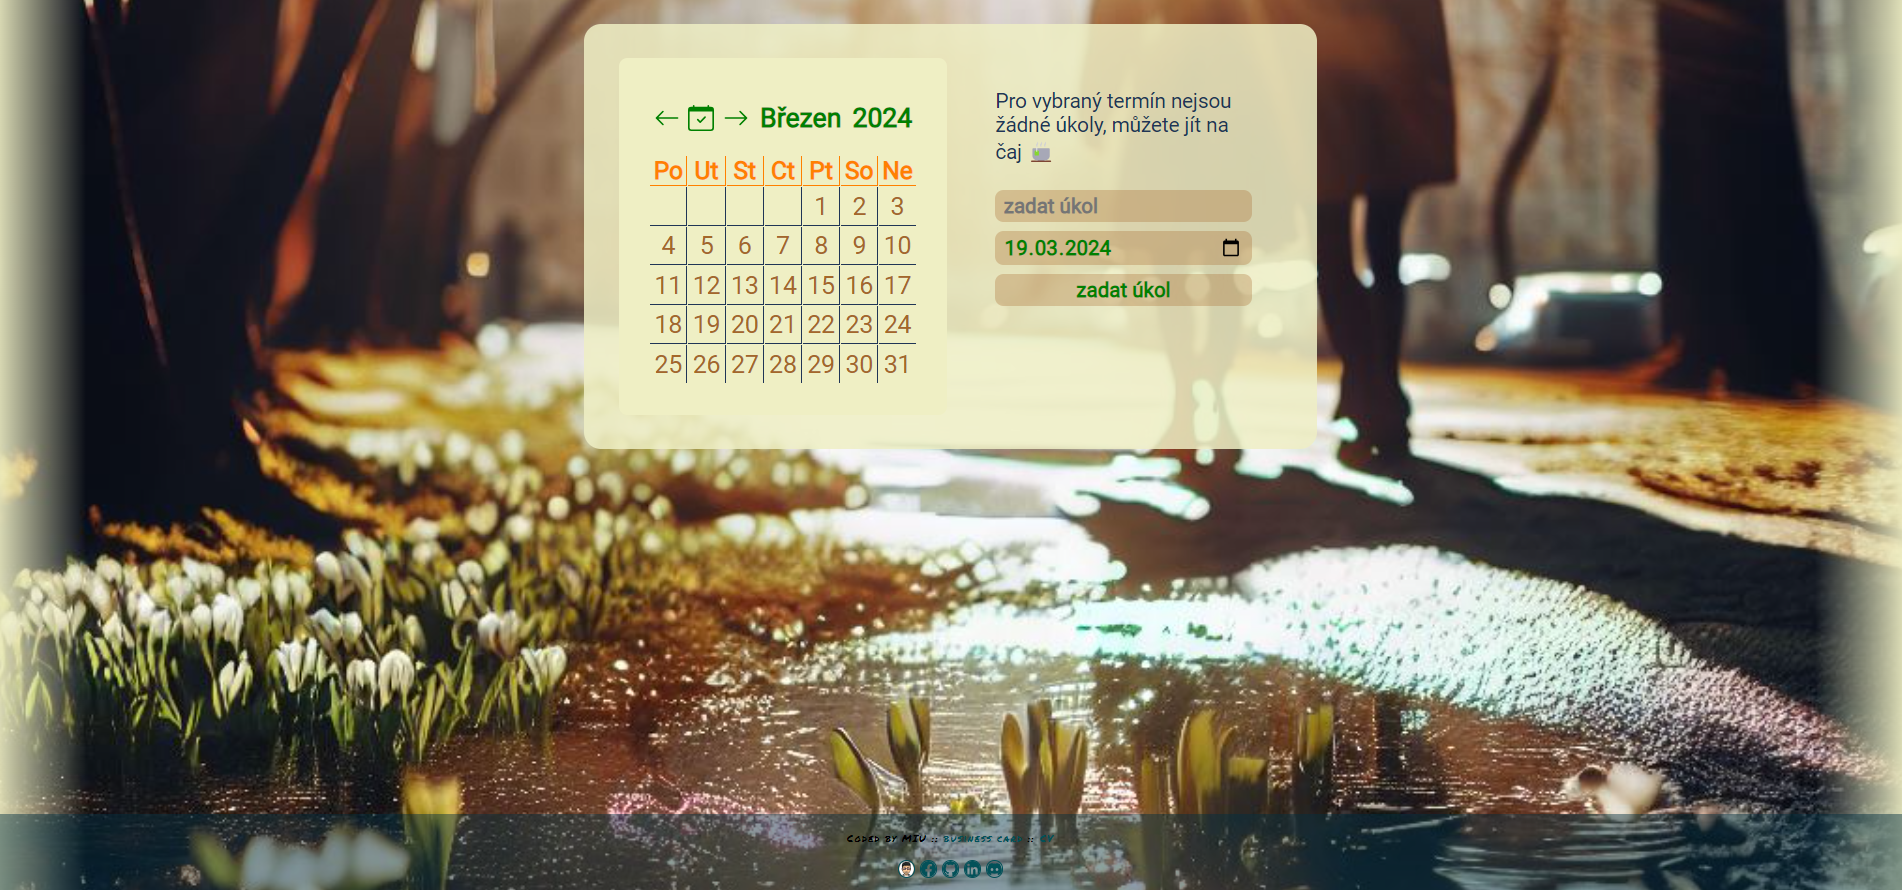 Březen 2024
Po Ut St Ct Pt So Ne
1 2 3
4 5 6 7 8 9 10
11 12 13 14 15 16 17
18 19 20 21 22 23 24
25 26 27 28 29 30 31
Pro vybraný termín nejsou
žádné úkoly, můžete jít na
čaj
zadat úkol
19.03.2024
zadat úkol
Coded by MIU :: business card ::